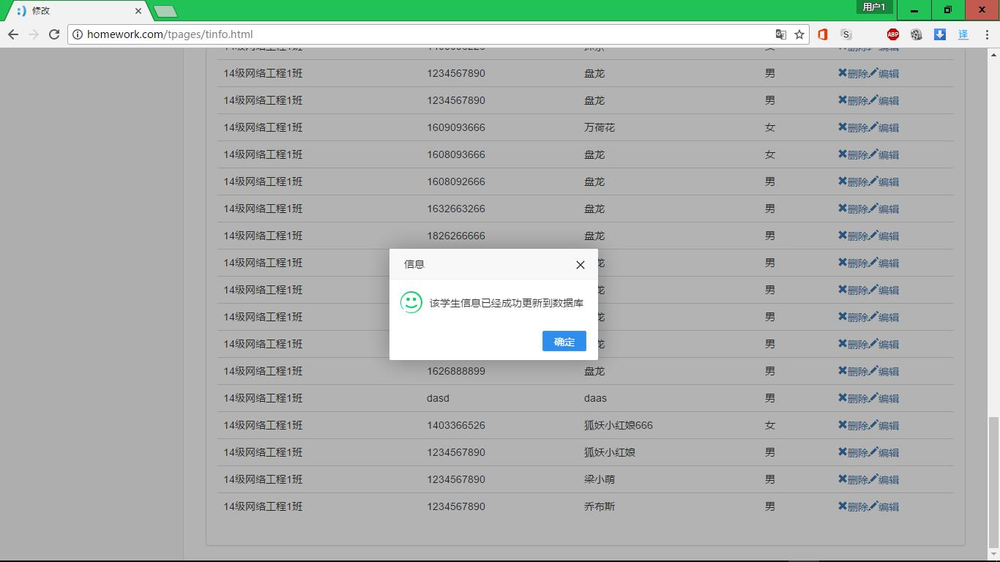 修改
用户1
homework.com/tpages/tinfo.html
14级网络工程1班 1234567890 盘龙 男 删除 编辑
14级网络工程1班 1234567890 盘龙 男 删除 编辑
14级网络工程1班 1609093666 万荷花 女 删除 编辑
14级网络工程1班 1608093666 盘龙 女 删除 编辑
14级网络工程1班 1608092666 盘龙 男 删除 编辑
14级网络工程1班 1632663266 盘龙 男 删除 编辑
14级网络工程1班 1826266666 盘龙 男 删除 编辑
14级网络工程1班 龙 男 删除 编辑
14级网络工程1班 龙 男 删除 编辑
14级网络工程1班 龙 男 删除 编辑
14级网络工程1班 龙 男 删除 编辑
信息
该学生信息已经成功更新到数据库
确定
14级网络工程1班 1626888899 盘龙 男 删除 编辑
14级网络工程1班 dasd daas 男 删除 编辑
14级网络工程1班 1403366526 狐妖小红娘666 女 删除 编辑
14级网络工程1班 1234567890 狐妖小红娘 男 删除 编辑
14级网络工程1班 1234567890 梁小萌 男 删除 编辑
14级网络工程1班 1234567890 乔布斯 男 删除 编辑
S
ABP
译